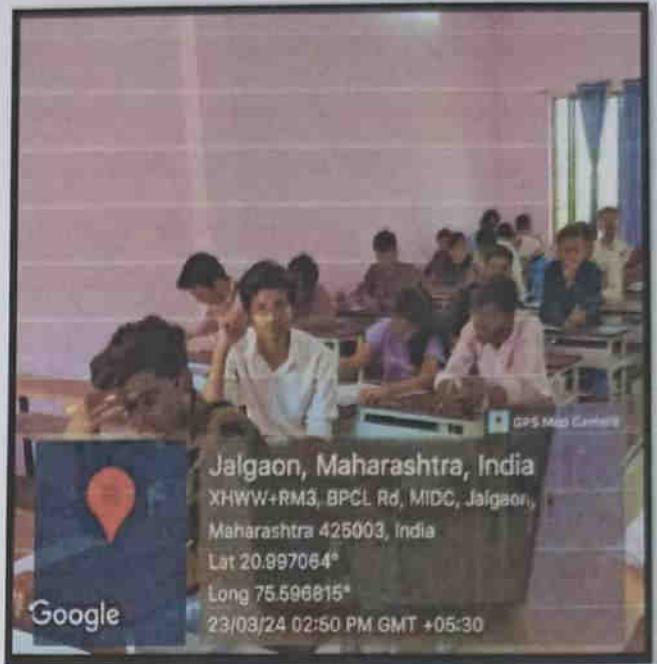 GPS Map Camera
Jalgaon, Maharashtra, India
XHWW+RM3, BPCL Rd, MIDC, Jalgaon,
Maharashtra 425003, India
Lat 20.997064°
Long 75.596815°
23/03/24 02:50 PM GMT +05:30
Google